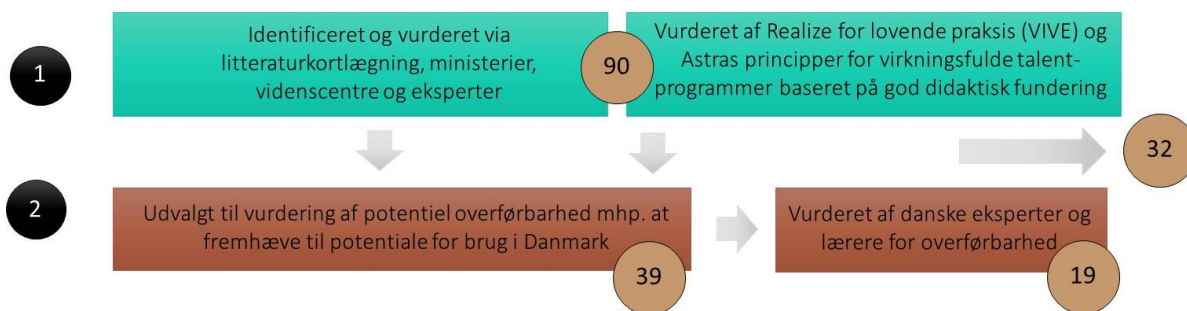 1
Identificeret og vurderet via
litteraturkortlægning, ministerier,
videnscentre og eksperter
90
Vurderet af Realize for lovende praksis (VIVE) og
Astras principper for virkningsfulde talent-
programmer baseret på god didaktisk fundering
32
2
Udvalgt til vurdering af potentiel overførbarhed mhp. at
fremhæve til potentiale for brug i Danmark
39
Vurderet af danske eksperter og
lærere for overførbarhed
19